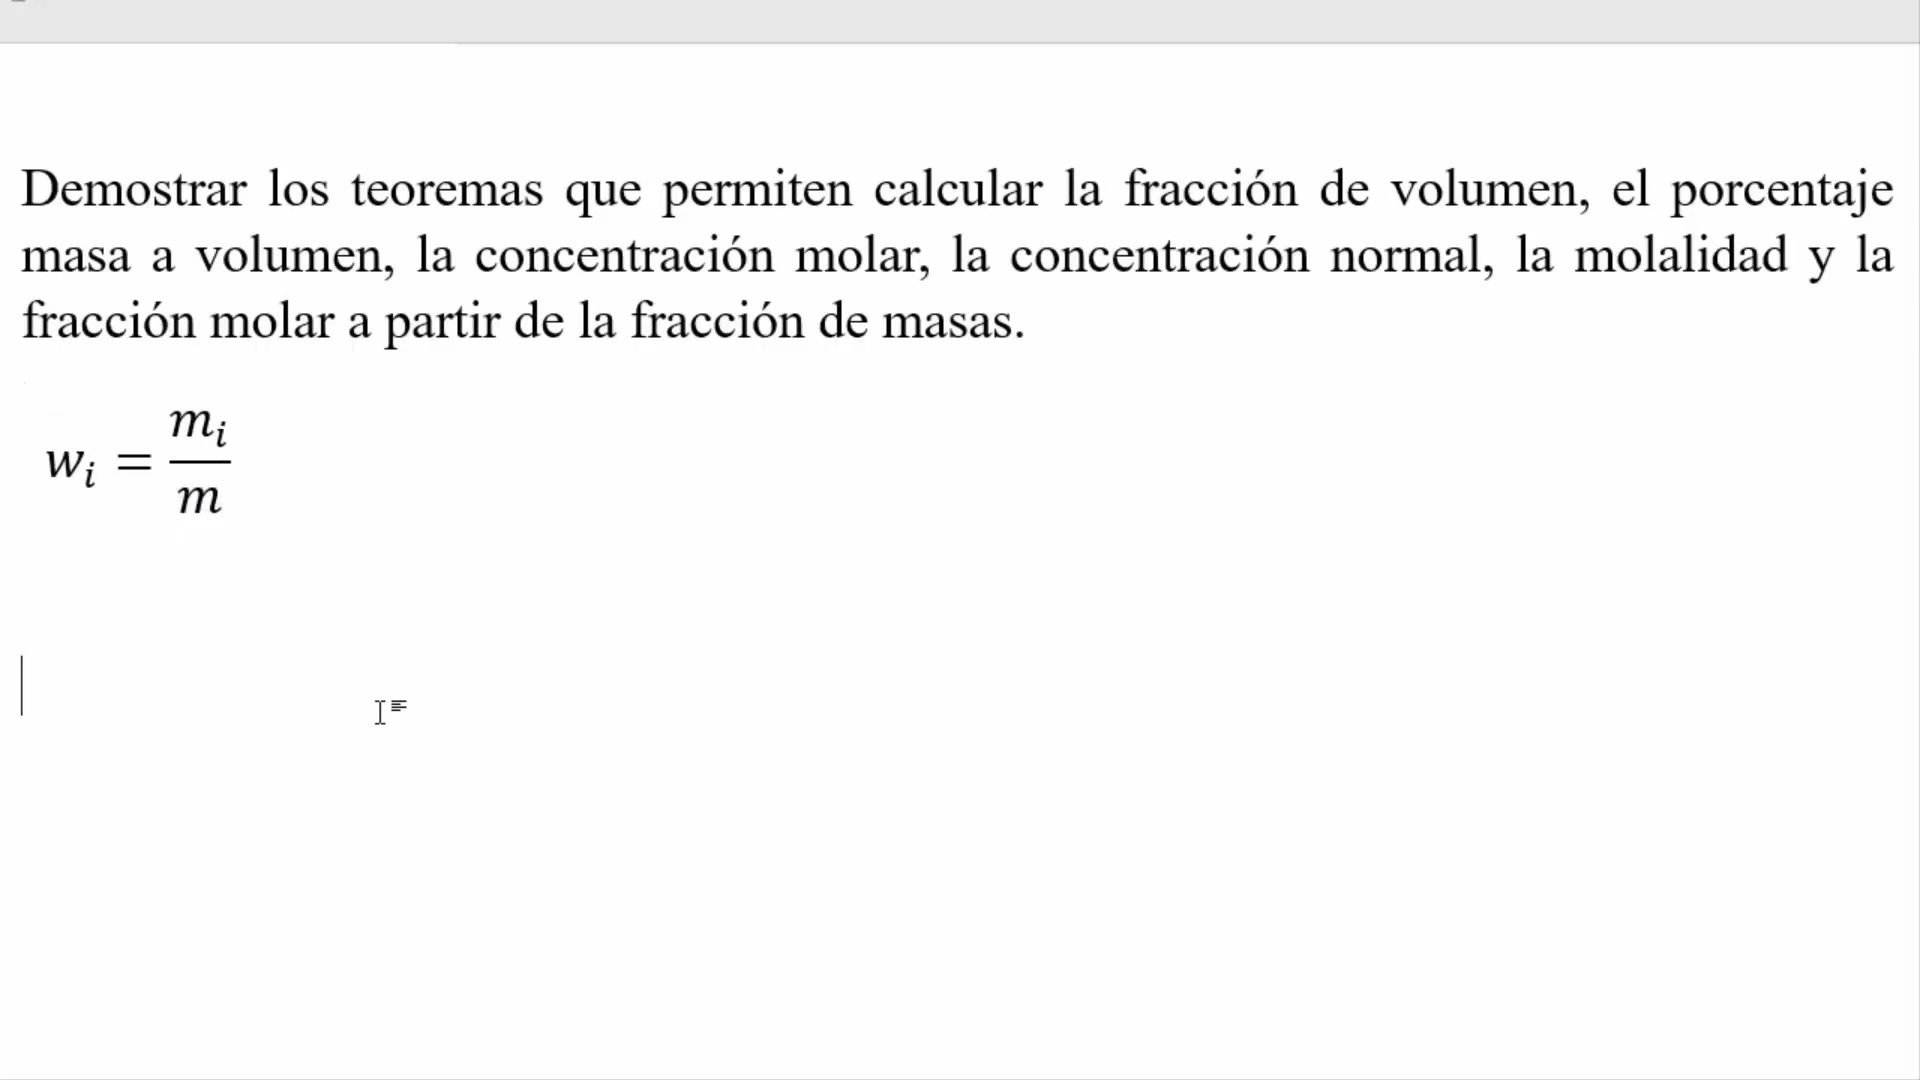 Demostrar los teoremas que permiten calcular la fracción de volumen, el porcentaje
masa a volumen, la concentración molar, la concentración normal, la molalidad y la
fracción molar a partir de la fracción de masas.
wᵢ = mᵢ / m